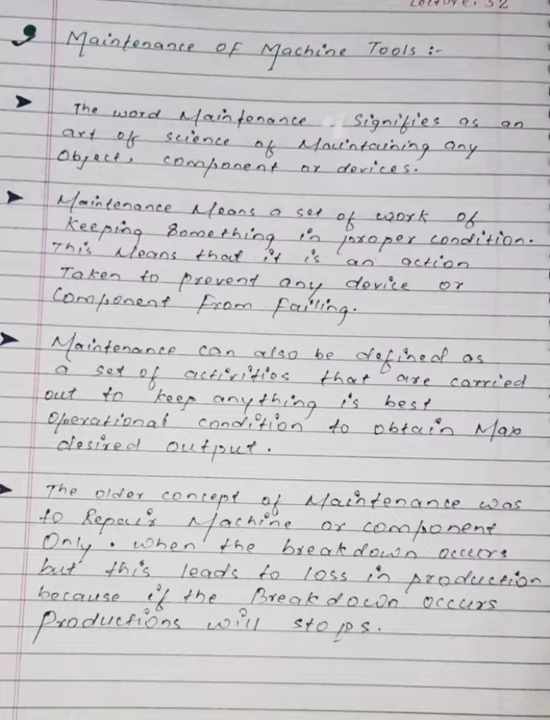 Lecture. 32
Maintenance of Machine Tools :-
The word Maintenance Signifies as an
art of science of Maintaining any
Object, component or devices.
Maintenance Means a set of work of
keeping Something in proper condition.
This Means that it is an action
Taken to prevent any device or
Component from failing.
Maintenance can also be defined as
a set of activities that are carried
out to keep anything is best
Operational condition to obtain Max
desired output.
The older concept of Maintenance was
to Repair Machine or component
Only. when the breakdown occurs
but this leads to loss in production
because if the Breakdown occurs
Productions will stops.